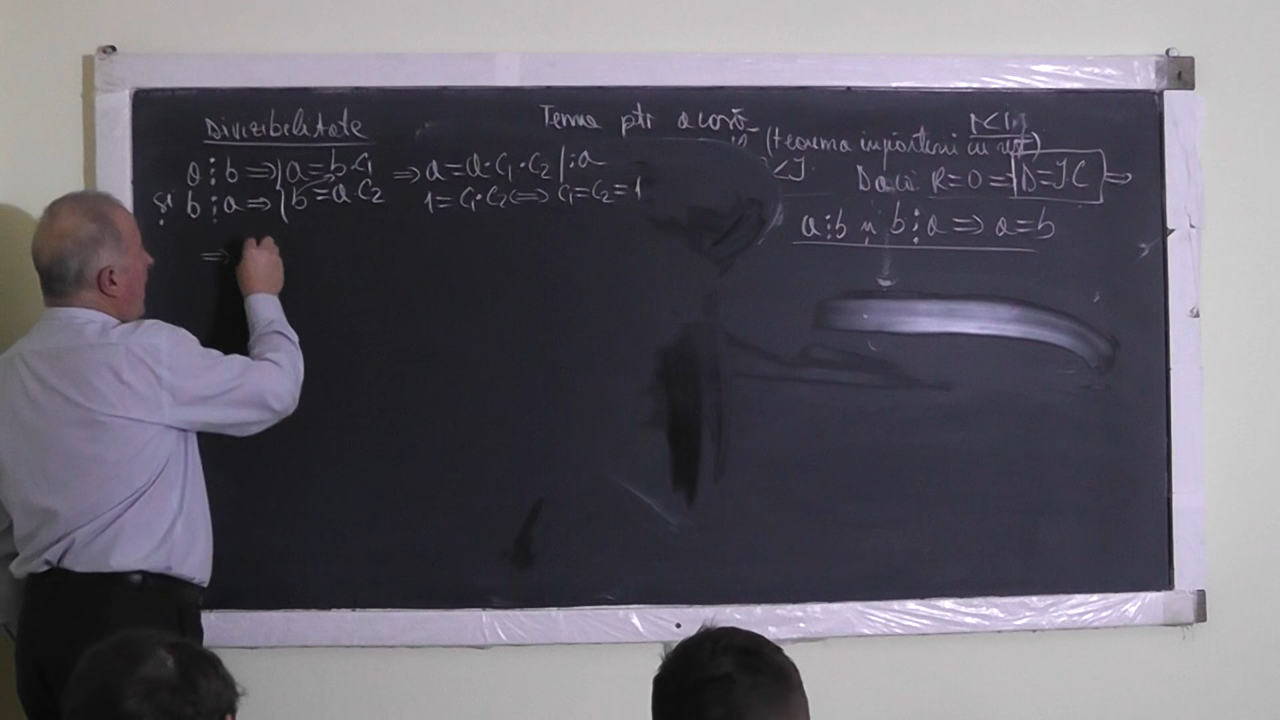 Divizibilitate
a⋮b ⇒ {a=b·C₁ ⇒ a=a·C₁·C₂ |:a
și b⋮a ⇒ {b=a·C₂ 1=C₁·C₂ ⇔ C₁=C₂=1
⇒
Tema ptr acasă
(teorema împărțirii cu rest)
<I
Dacă R=0 ⇒ D=IC ⇒
a⋮b și b⋮a ⇒ a=b